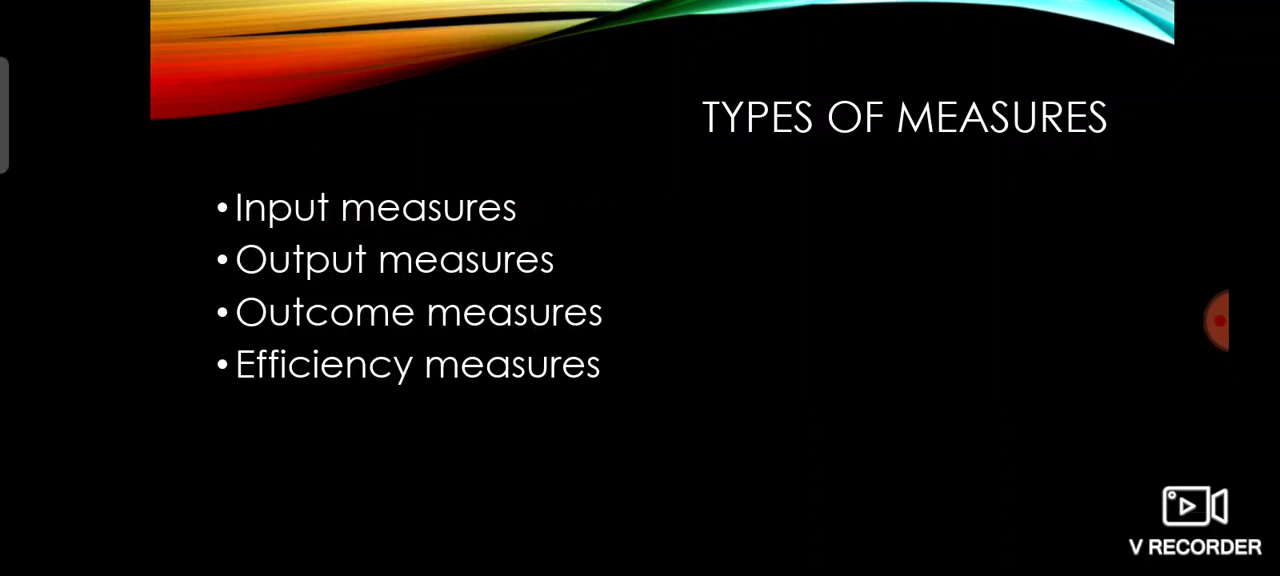 TYPES OF MEASURES
•Input measures
•Output measures
•Outcome measures
•Efficiency measures
V RECORDER